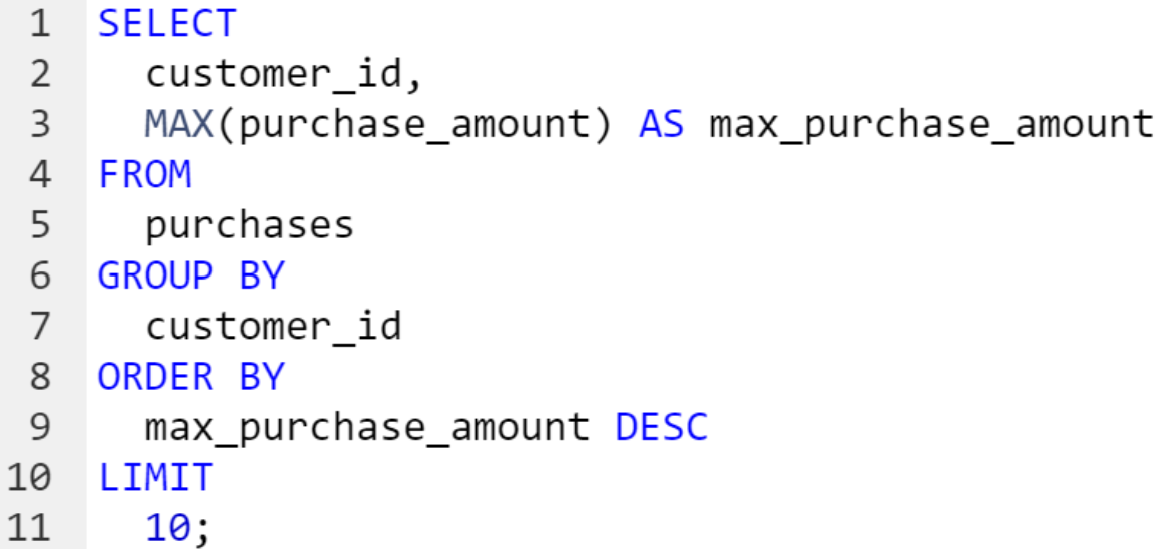 1 SELECT
2 customer_id,
3 MAX(purchase_amount) AS max_purchase_amount
4 FROM
5 purchases
6 GROUP BY
7 customer_id
8 ORDER BY
9 max_purchase_amount DESC
10 LIMIT
11 10;